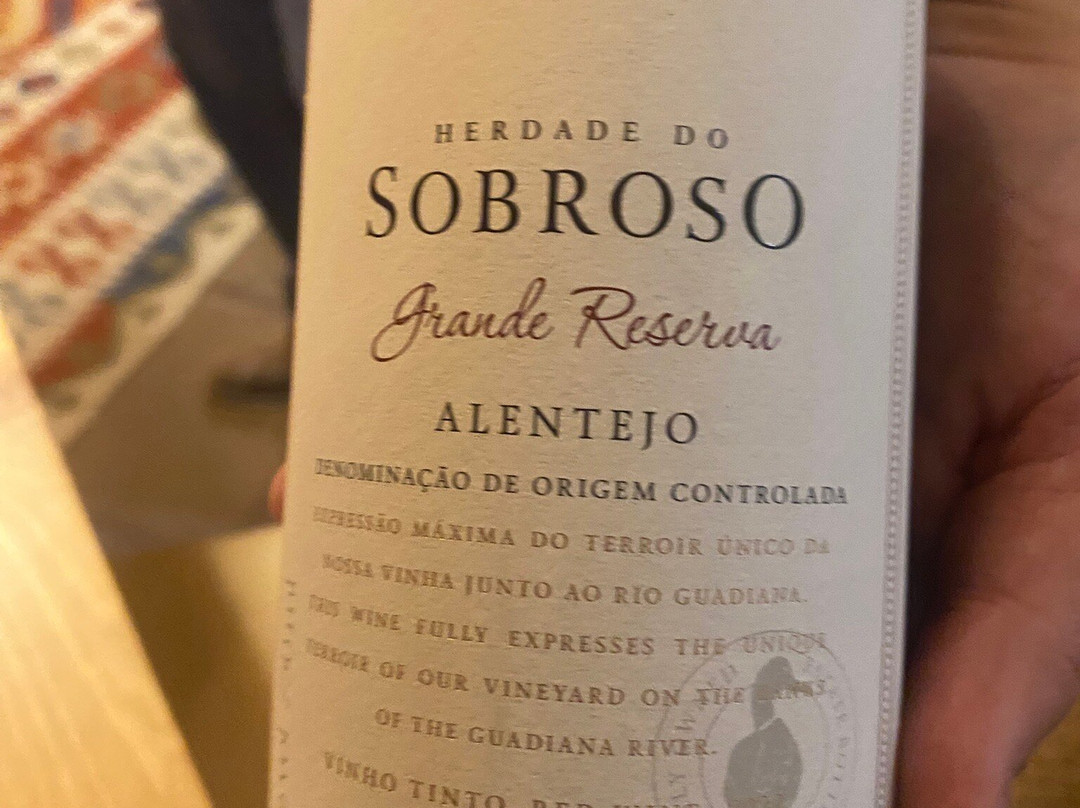 HERDADE DO
SOBROSO
Grande Reserva
ALENTEJO
DENOMINAÇÃO DE ORIGEM CONTROLADA
EXPRESSÃO MÁXIMA DO TERROIR ÚNICO DA
NOSSA VINHA JUNTO AO RIO GUADIANA.
THIS WINE FULLY EXPRESSES THE UNIQUE
TERROIR OF OUR VINEYARD ON THE BANKS
OF THE GUADIANA RIVER.
VINHO TINTO RED WINE